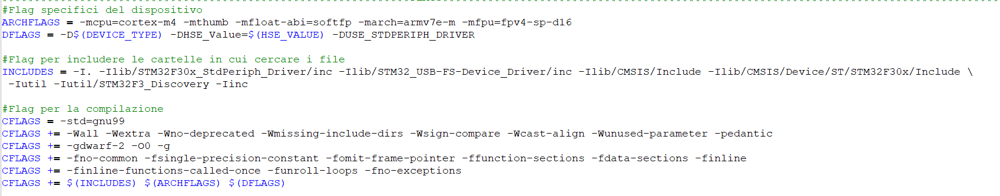 #Flag specifici del dispositivo
ARCHFLAGS = -mcpu=cortex-m4 -mthumb -mfloat-abi=softfp -march=armv7e-m -mfpu=fpv4-sp-d16
DFLAGS = -D$(DEVICE_TYPE) -DHSE_Value=$(HSE_VALUE) -DUSE_STDPERIPH_DRIVER
#Flag per includere le cartelle in cui cercare i file
INCLUDES = -I. -Ilib/STM32F30x_StdPeriph_Driver/inc -Ilib/STM32_USB-FS-Device_Driver/inc -Ilib/CMSIS/Include -Ilib/CMSIS/Device/ST/STM32F30x/Include \
-Iutil -Iutil/STM32F3_Discovery -Iinc
#Flag per la compilazione
CFLAGS = -std=gnu99
CFLAGS += -Wall -Wextra -Wno-deprecated -Wmissing-include-dirs -Wsign-compare -Wcast-align -Wunused-parameter -pedantic
CFLAGS += -gdwarf-2 -O0 -g
CFLAGS += -fno-common -fsingle-precision-constant -fomit-frame-pointer -ffunction-sections -fdata-sections -finline
CFLAGS += -finline-functions-called-once -funroll-loops -fno-exceptions
CFLAGS += $(INCLUDES) $(ARCHFLAGS) $(DFLAGS)